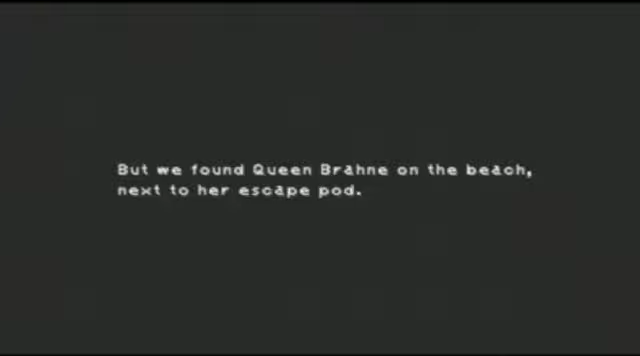 But we found Queen Brahne on the beach,
next to her escape pod.